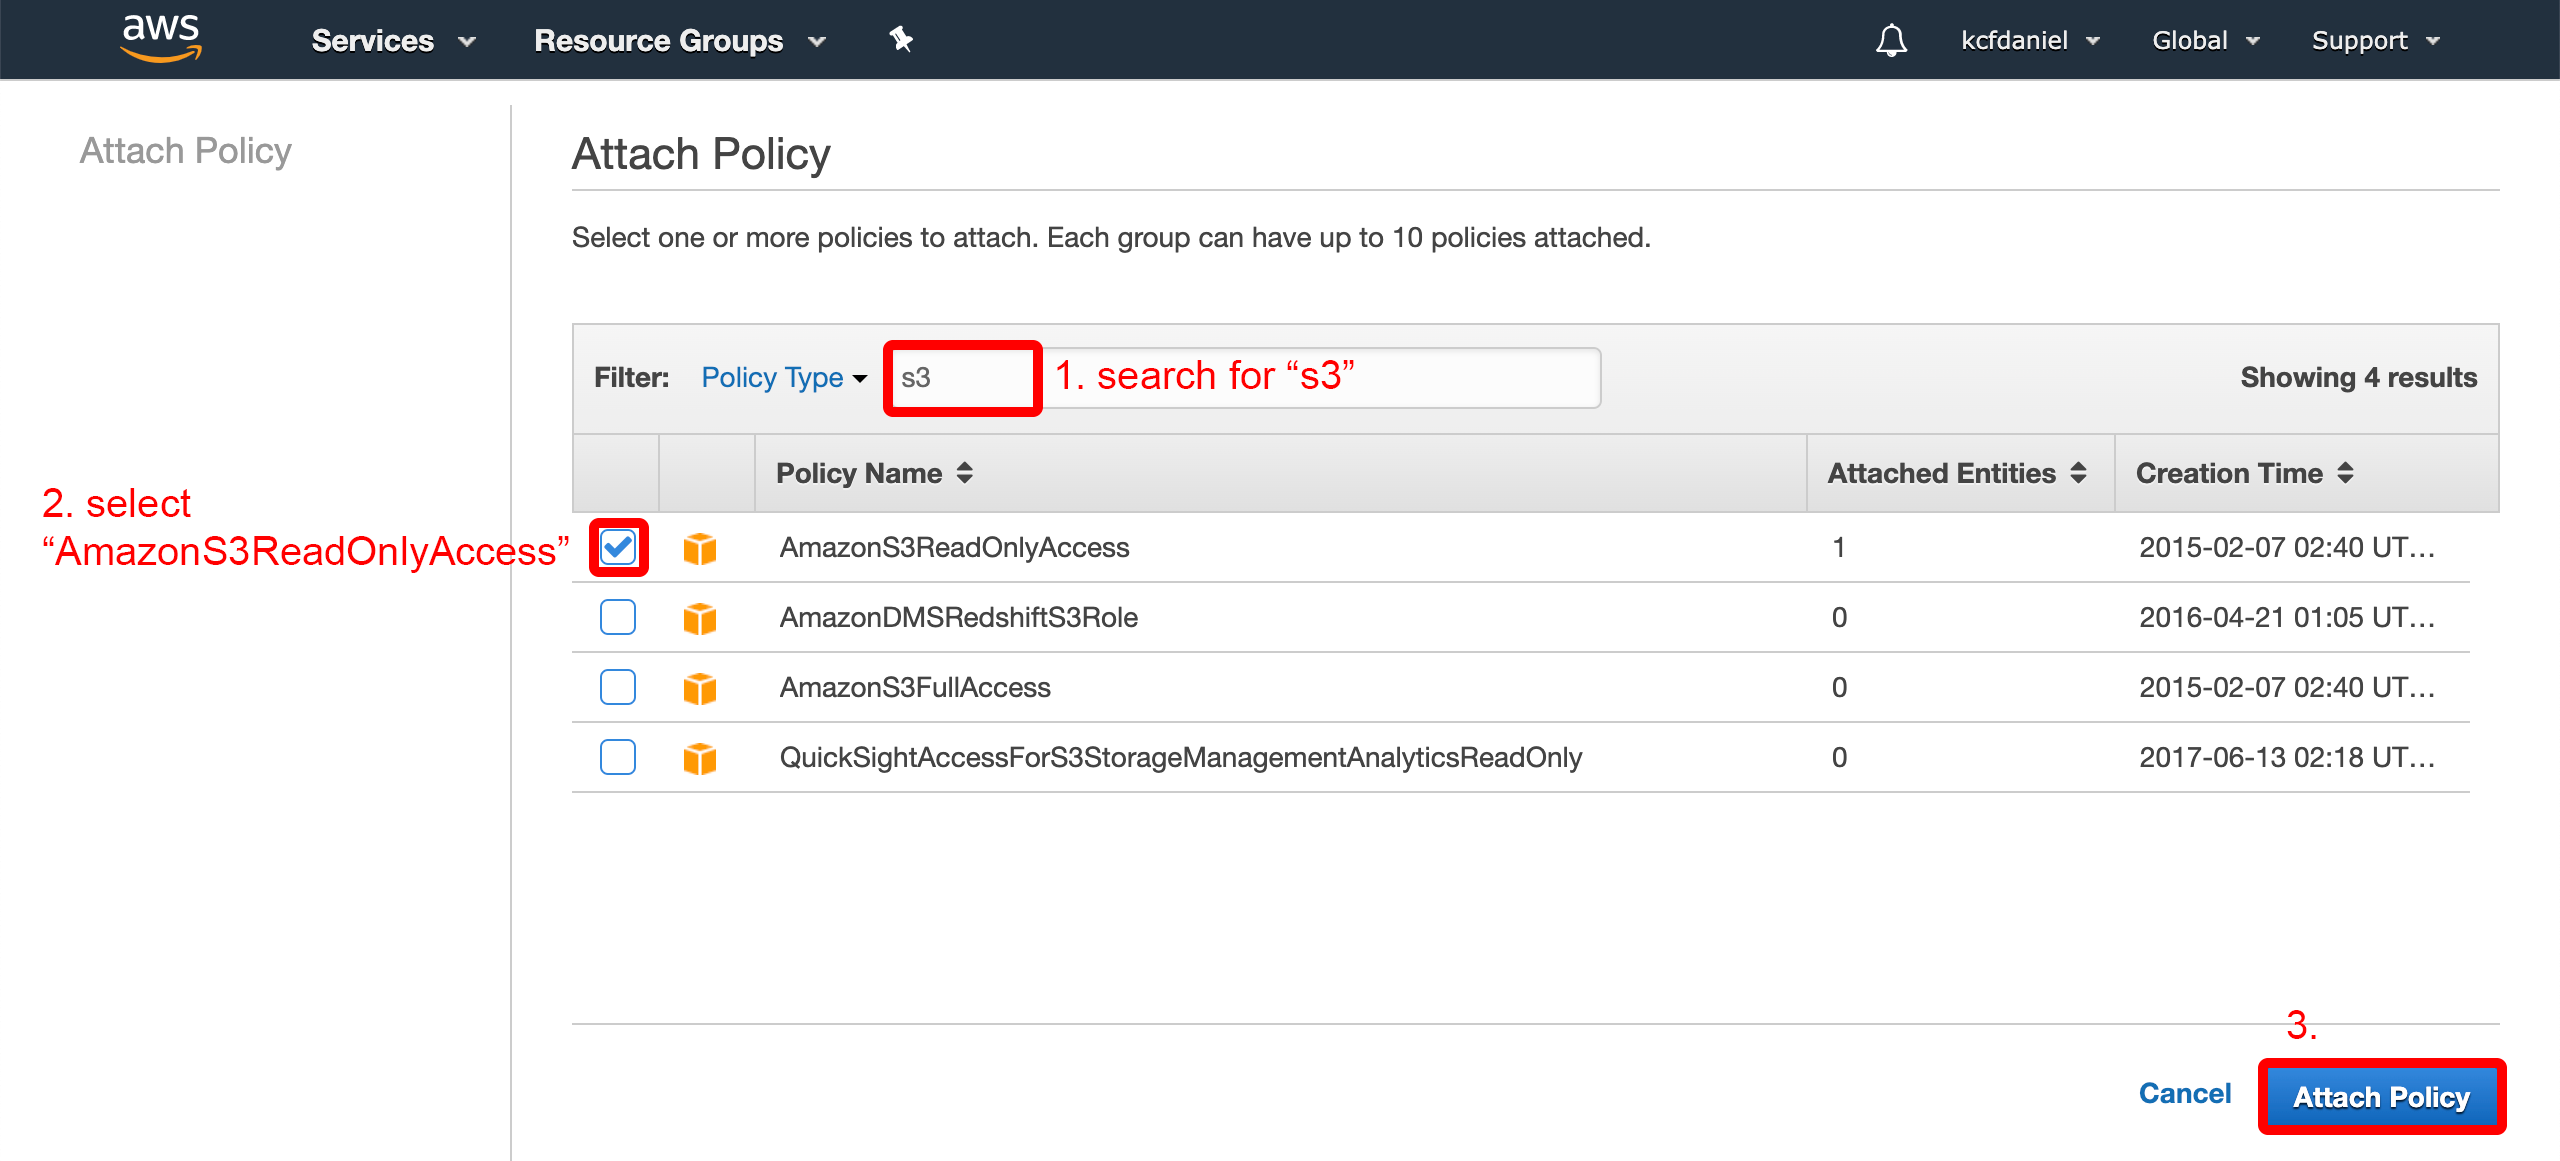 aws Services Resource Groups kcfdaniel Global Support
Attach Policy
Attach Policy
Select one or more policies to attach. Each group can have up to 10 policies attached.
Filter: Policy Type s3 1. search for “s3” Showing 4 results
Policy Name Attached Entities Creation Time
2. select
“AmazonS3ReadOnlyAccess”
AmazonS3ReadOnlyAccess 1 2015-02-07 02:40 UT...
AmazonDMSRedshiftS3Role 0 2016-04-21 01:05 UT...
AmazonS3FullAccess 0 2015-02-07 02:40 UT...
QuickSightAccessForS3StorageManagementAnalyticsReadOnly 0 2017-06-13 02:18 UT...
3.
Cancel Attach Policy